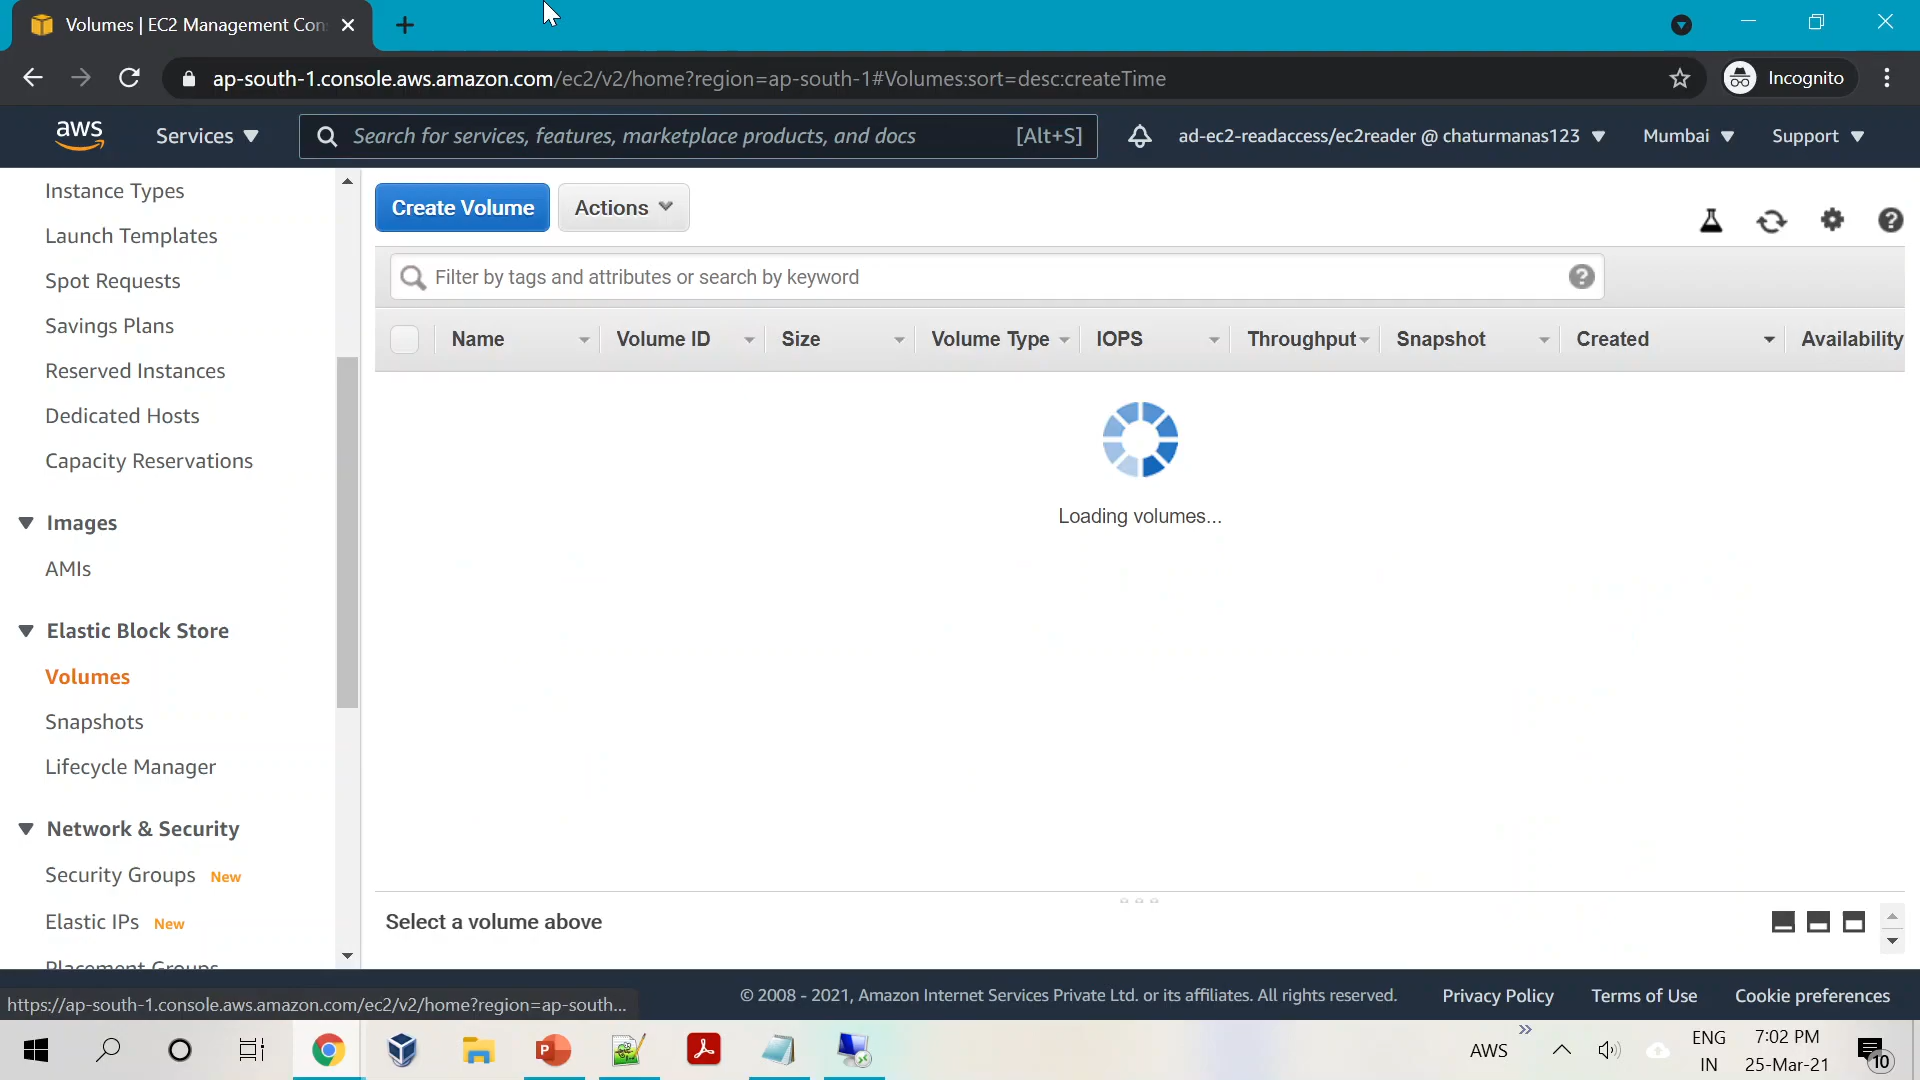 Volumes | EC2 Management Con
ap-south-1.console.aws.amazon.com/ec2/v2/home?region=ap-south-1#Volumes:sort=desc:createTime
Incognito
aws
Services
Search for services, features, marketplace products, and docs
[Alt+S]
ad-ec2-readaccess/ec2reader @ chaturmanas123
Mumbai
Support
Instance Types
Launch Templates
Spot Requests
Savings Plans
Reserved Instances
Dedicated Hosts
Capacity Reservations
Images
AMIs
Elastic Block Store
Volumes
Snapshots
Lifecycle Manager
Network & Security
Security Groups New
Elastic IPs New
Placement Groups
Create Volume
Actions
Filter by tags and attributes or search by keyword
Name
Volume ID
Size
Volume Type
IOPS
Throughput
Snapshot
Created
Availability
Loading volumes...
Select a volume above
https://ap-south-1.console.aws.amazon.com/ec2/v2/home?region=ap-south...
© 2008 - 2021, Amazon Internet Services Private Ltd. or its affiliates. All rights reserved.
Privacy Policy
Terms of Use
Cookie preferences
AWS
ENG
IN
7:02 PM
25-Mar-21
10